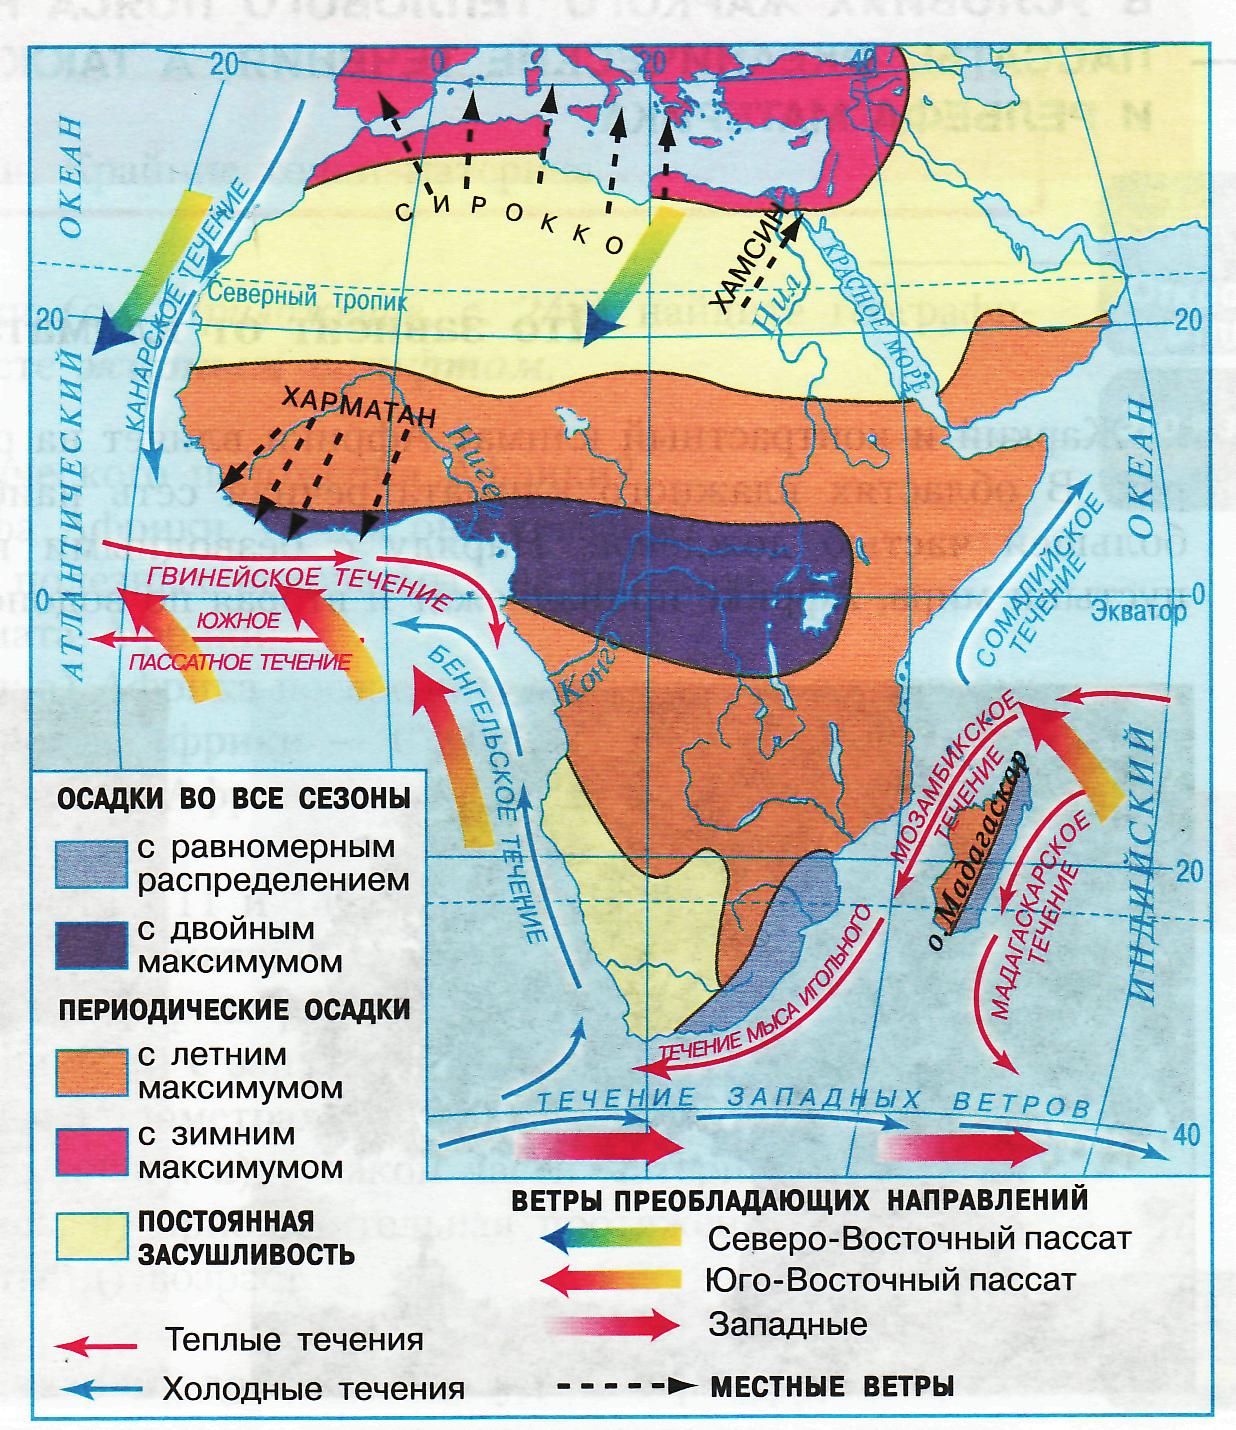 20
0
20
40
ОКЕАН
СИРОККО
ХАМСИН
Нил
КРАСНОЕ МОРЕ
КАНАРСКОЕ ТЕЧЕНИЕ
Северный тропик
20
20
АТЛАНТИЧЕСКИЙ
ХАРМАТАН
Нигер
ОКЕАН
ГВИНЕЙСКОЕ ТЕЧЕНИЕ
0
ЮЖНОЕ
ПАССАТНОЕ ТЕЧЕНИЕ
СОМАЛИЙСКОЕ
ТЕЧЕНИЕ
0
Экватор
Конго
БЕНГЕЛЬСКОЕ ТЕЧЕНИЕ
МОЗАМБИКСКОЕ
ТЕЧЕНИЕ
о. Мадагаскар
МАДАГАСКАРСКОЕ
ТЕЧЕНИЕ
ИНДИЙСКИЙ
20
ТЕЧЕНИЕ МЫСА ИГОЛЬНОГО
ТЕЧЕНИЕ ЗАПАДНЫХ ВЕТРОВ
40
ОСАДКИ ВО ВСЕ СЕЗОНЫ
с равномерным
распределением
с двойным
максимумом
ПЕРИОДИЧЕСКИЕ ОСАДКИ
с летним
максимумом
с зимним
максимумом
ПОСТОЯННАЯ
ЗАСУШЛИВОСТЬ
Теплые течения
Холодные течения
ВЕТРЫ ПРЕОБЛАДАЮЩИХ НАПРАВЛЕНИЙ
Северо-Восточный пассат
Юго-Восточный пассат
Западные
МЕСТНЫЕ ВЕТРЫ